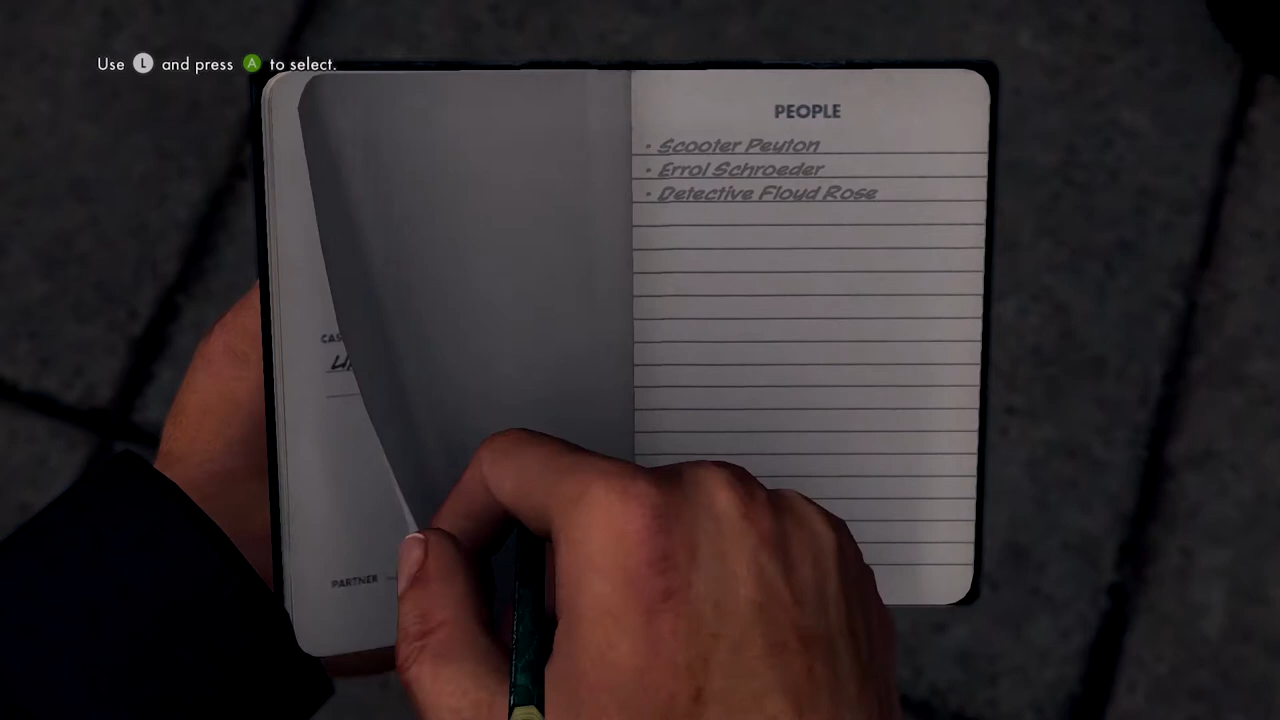 Use L and press A to select.
PEOPLE
• Scooter Peyton
• Errol Schroeder
• Detective Floyd Rose
PARTNER